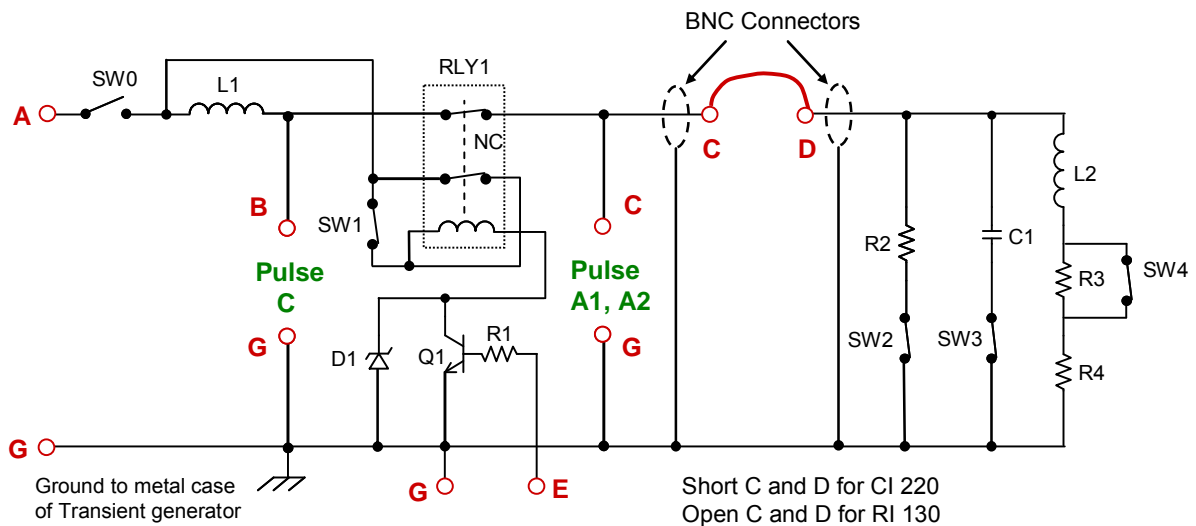 BNC Connectors
SW0
L1
RLY1
A
NC
C
D
L2
B
SW1
C
R2
C1
R3
SW4
Pulse
C
Pulse
A1, A2
G
D1
Q1
R1
G
SW2
SW3
R4
G
Ground to metal case
of Transient generator
G
E
Short C and D for CI 220
Open C and D for RI 130